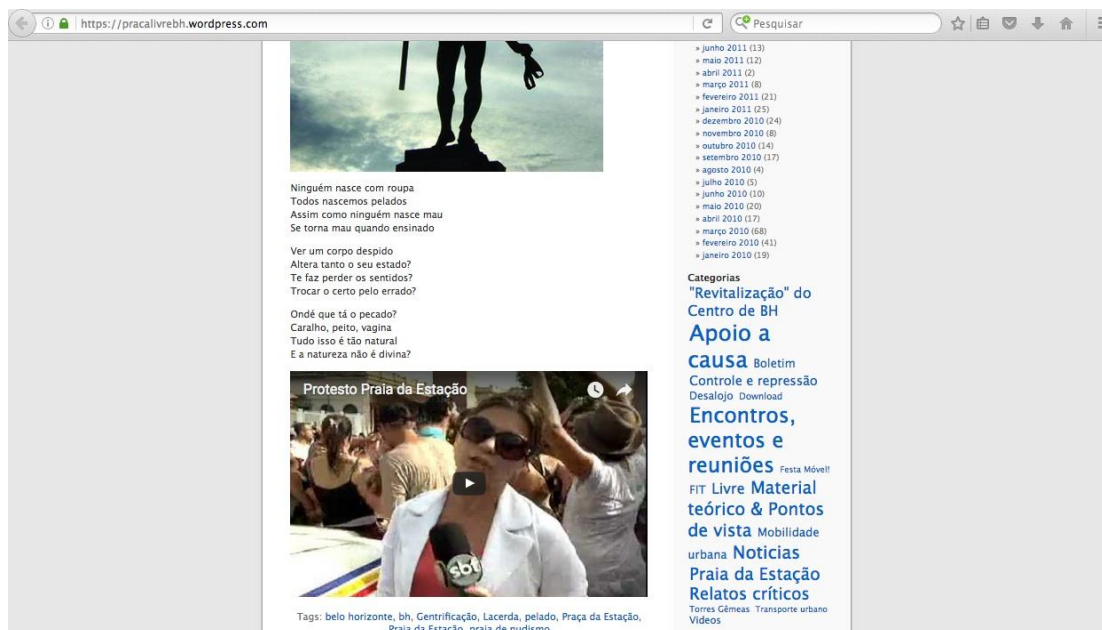 https://pracalivrebh.wordpress.com
Pesquisar
Ninguém nasce com roupa
Todos nascemos pelados
Assim como ninguém nasce mau
Se torna mau quando ensinado
Ver um corpo despido
Altera tanto o seu estado?
Te faz perder os sentidos?
Trocar o certo pelo errado?
Ondé que tá o pecado?
Caralho, peito, vagina
Tudo isso é tão natural
E a natureza não é divina?
Protesto Praia da Estação
sbt
Tags: belo horizonte, bh, Gentrificação, Lacerda, pelado, Praça da Estação,
Praia da Estação, praia de nudismo
» junho 2011 (13)
» maio 2011 (12)
» abril 2011 (2)
» março 2011 (8)
» fevereiro 2011 (21)
» janeiro 2011 (25)
» dezembro 2010 (24)
» novembro 2010 (8)
» outubro 2010 (14)
» setembro 2010 (17)
» agosto 2010 (4)
» julho 2010 (5)
» junho 2010 (10)
» maio 2010 (20)
» abril 2010 (17)
» março 2010 (68)
» fevereiro 2010 (41)
» janeiro 2010 (19)
Categorias
"Revitalização" do
Centro de BH
Apoio a
causa Boletim
Controle e repressão
Desalojo Download
Encontros,
eventos e
reuniões Festa Móvel!
FIT Livre Material
teórico & Pontos
de vista Mobilidade
urbana Noticias
Praia da Estação
Relatos críticos
Torres Gêmeas Transporte urbano
Videos